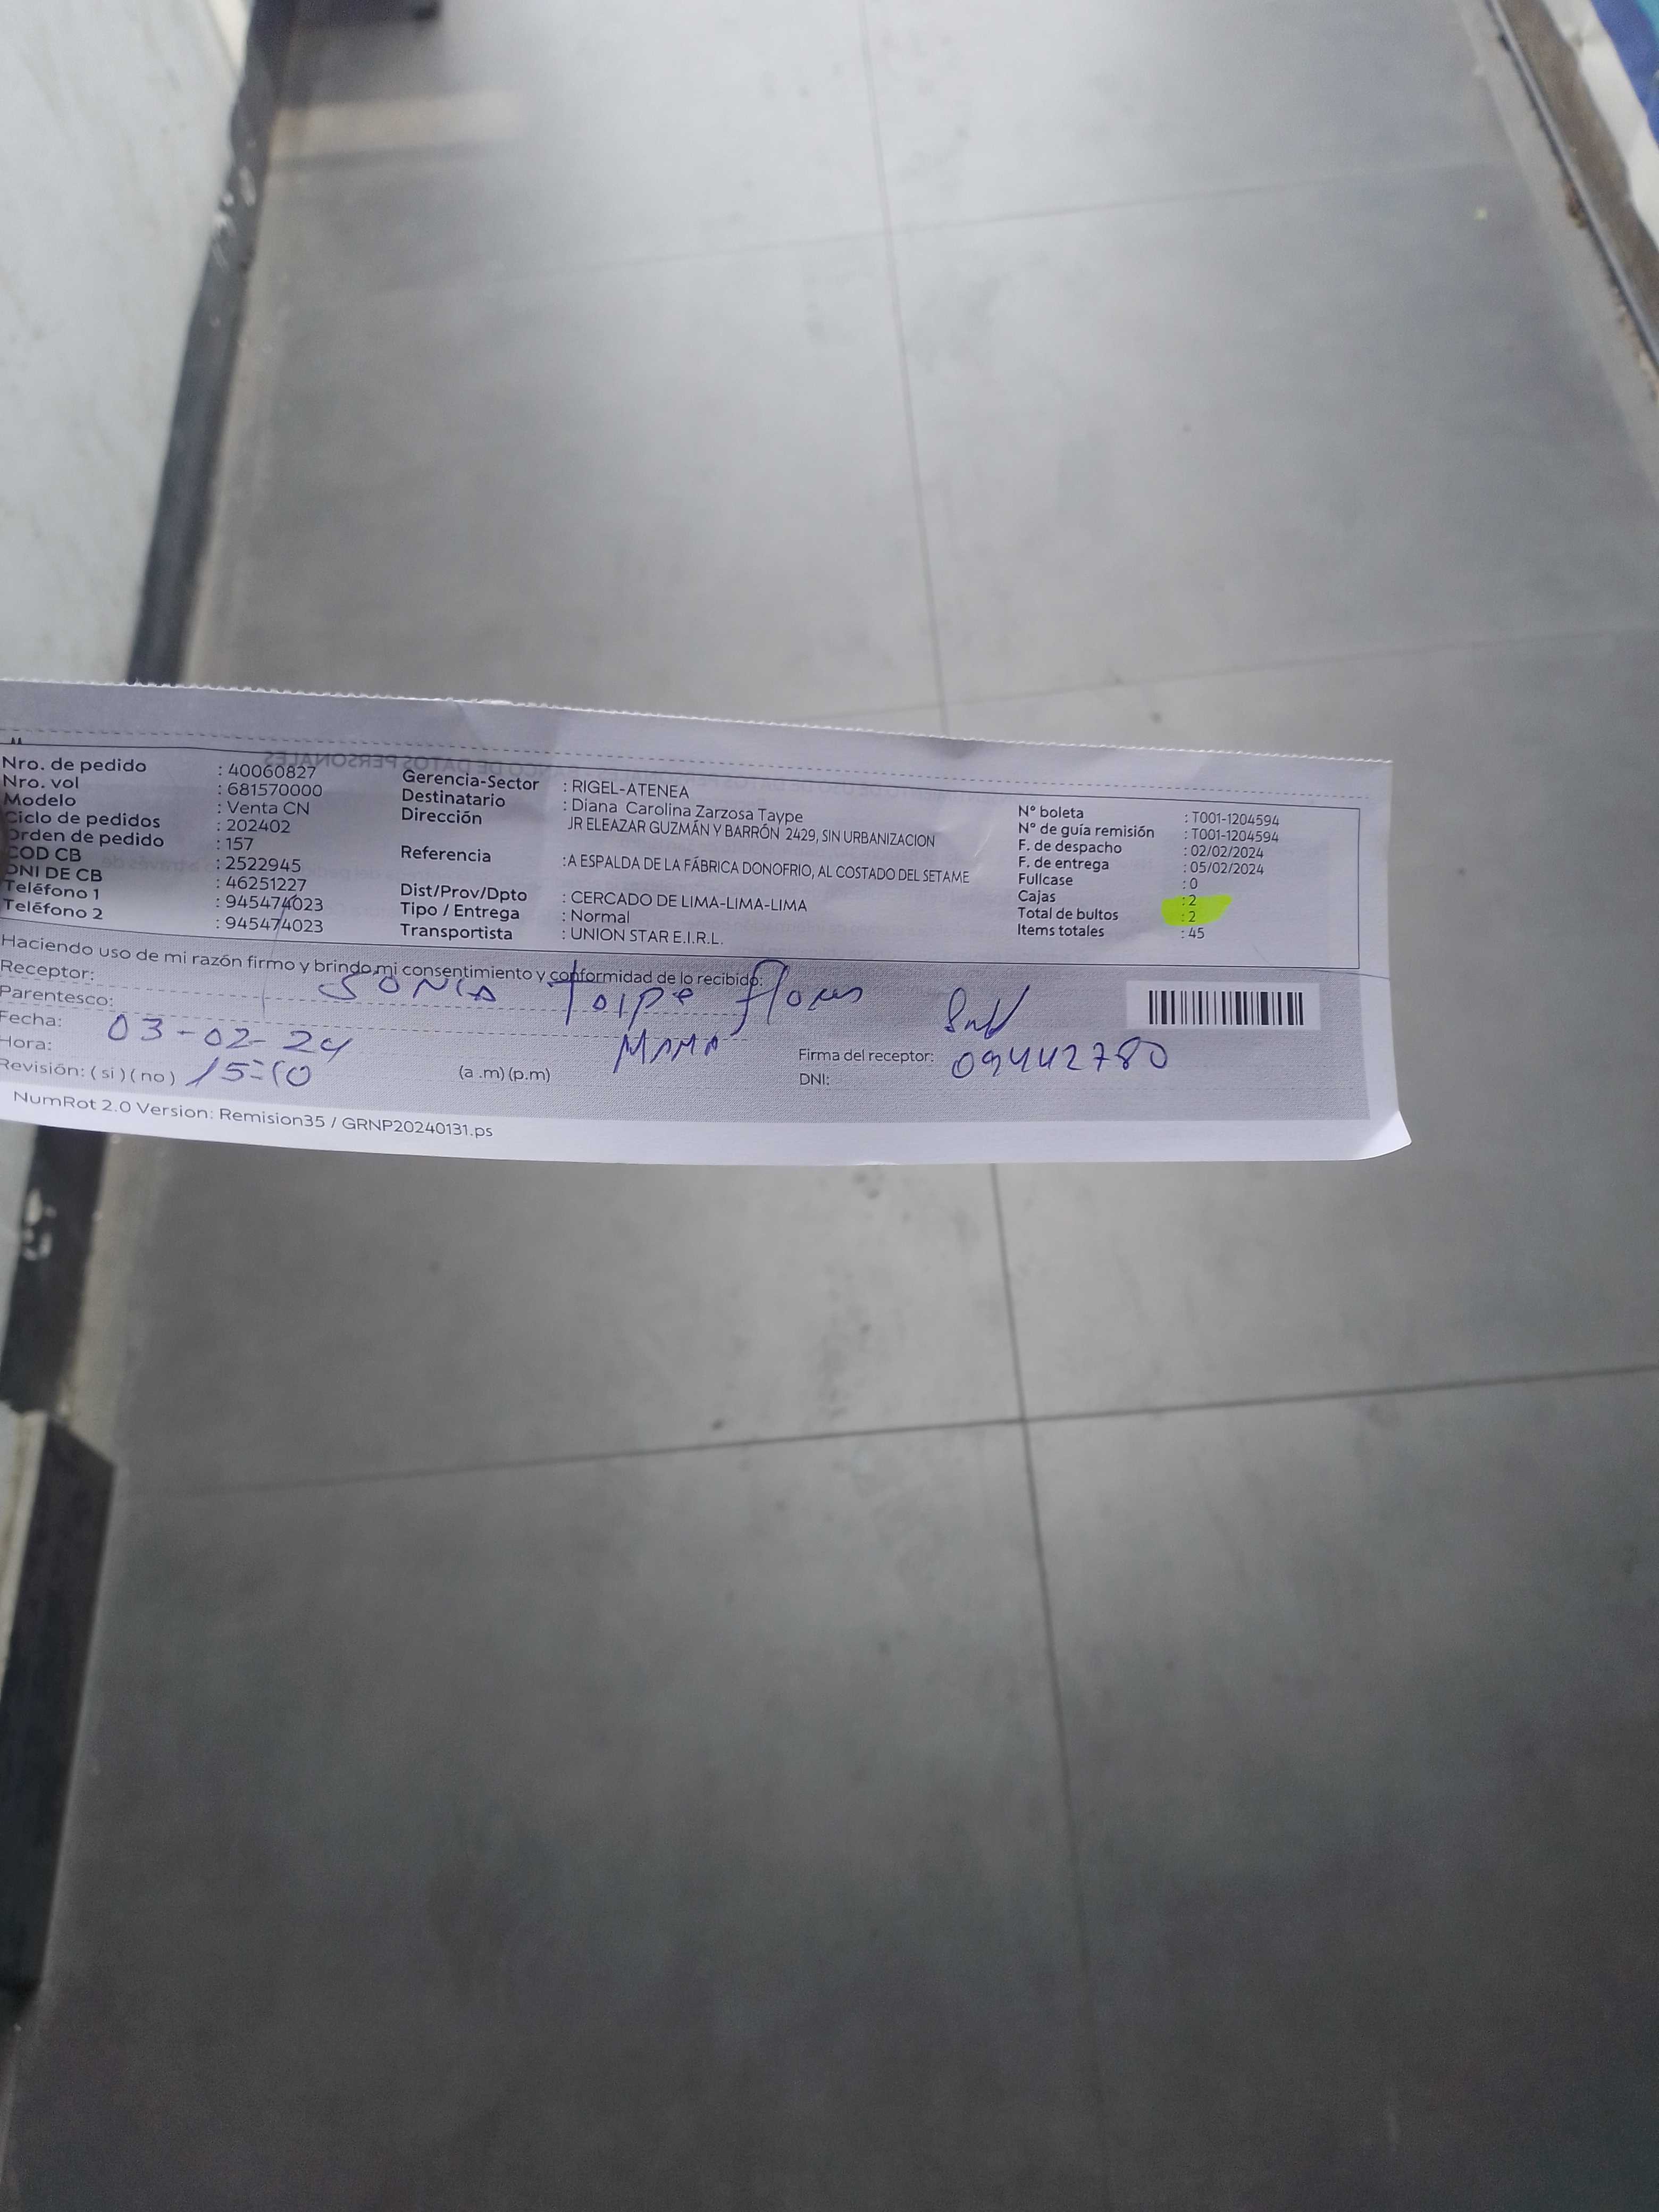 Nro. de pedido : 40060827
Nro. vol : 681570000
Modelo : Venta CN
Ciclo de pedidos : 202402
Orden de pedido : 157
COD CB : 2522945
DNI DE CB : 46251227
Teléfono 1 : 945474023
Teléfono 2 : 945474023
Gerencia-Sector : RIGEL-ATENEA
Destinatario : Diana Carolina Zarzosa Taype
Dirección JR ELEAZAR GUZMÁN Y BARRÓN 2429, SIN URBANIZACION
Referencia :A ESPALDA DE LA FÁBRICA DONOFRIO, AL COSTADO DEL SETAME
Dist/Prov/Dpto : CERCADO DE LIMA-LIMA-LIMA
Tipo / Entrega : Normal
Transportista : UNION STAR E.I.R.L.
N° boleta : T001-1204594
N° de guía remisión : T001-1204594
F. de despacho : 02/02/2024
F. de entrega : 05/02/2024
Fullcase : 0
Cajas : 2
Total de bultos : 2
Items totales : 45
Haciendo uso de mi razón firmo y brindo mi consentimiento y conformidad de lo recibido:
Receptor: SONIA Taipe flores
Parentesco: MAMA
Fecha: 03-02-24
Hora: 15:10 (a .m) (p.m)
Revisión: ( si ) ( no )
Firma del receptor:
DNI: 09442780
NumRot 2.0 Version: Remision35 / GRNP20240131.ps